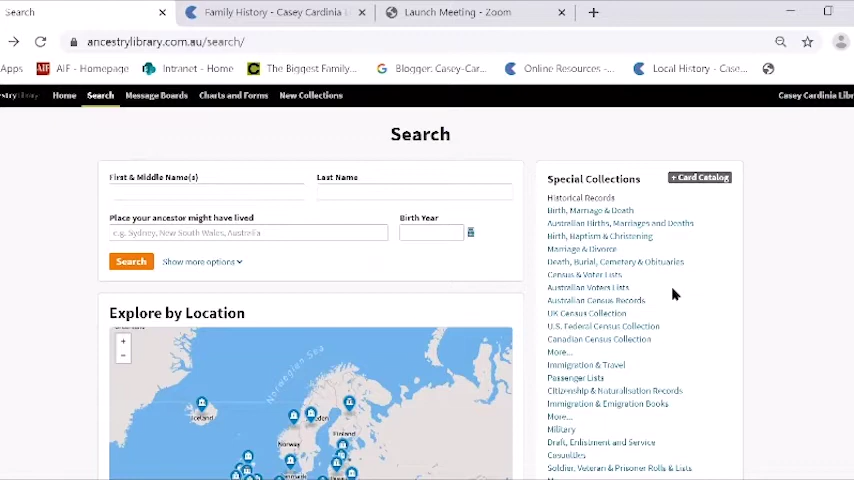 Search
Family History - Casey Cardinia L
Launch Meeting - Zoom
ancestrylibrary.com.au/search/
Apps
AIF
AIF - Homepage
Intranet - Home
The Biggest Family...
Blogger: Casey-Car...
Online Resources -...
Local History - Case...
stryLibrary
Home
Search
Message Boards
Charts and Forms
New Collections
Casey Cardinia Libr
Search
First & Middle Name(s)
Last Name
Place your ancestor might have lived
Birth Year
e.g. Sydney, New South Wales, Australia
Search
Show more options
Explore by Location
+
−
Norwegian Sea
Iceland
Norway
Finland
Special Collections
+ Card Catalog
Historical Records
Birth, Marriage & Death
Australian Births, Marriages and Deaths
Birth, Baptism & Christening
Marriage & Divorce
Death, Burial, Cemetery & Obituaries
Census & Voter Lists
Australian Voters Lists
Australian Census Records
UK Census Collection
U.S. Federal Census Collection
Canadian Census Collection
More...
Immigration & Travel
Passenger Lists
Citizenship & Naturalisation Records
Immigration & Emigration Books
More...
Military
Draft, Enlistment and Service
Casualties
Soldier, Veteran & Prisoner Rolls & Lists